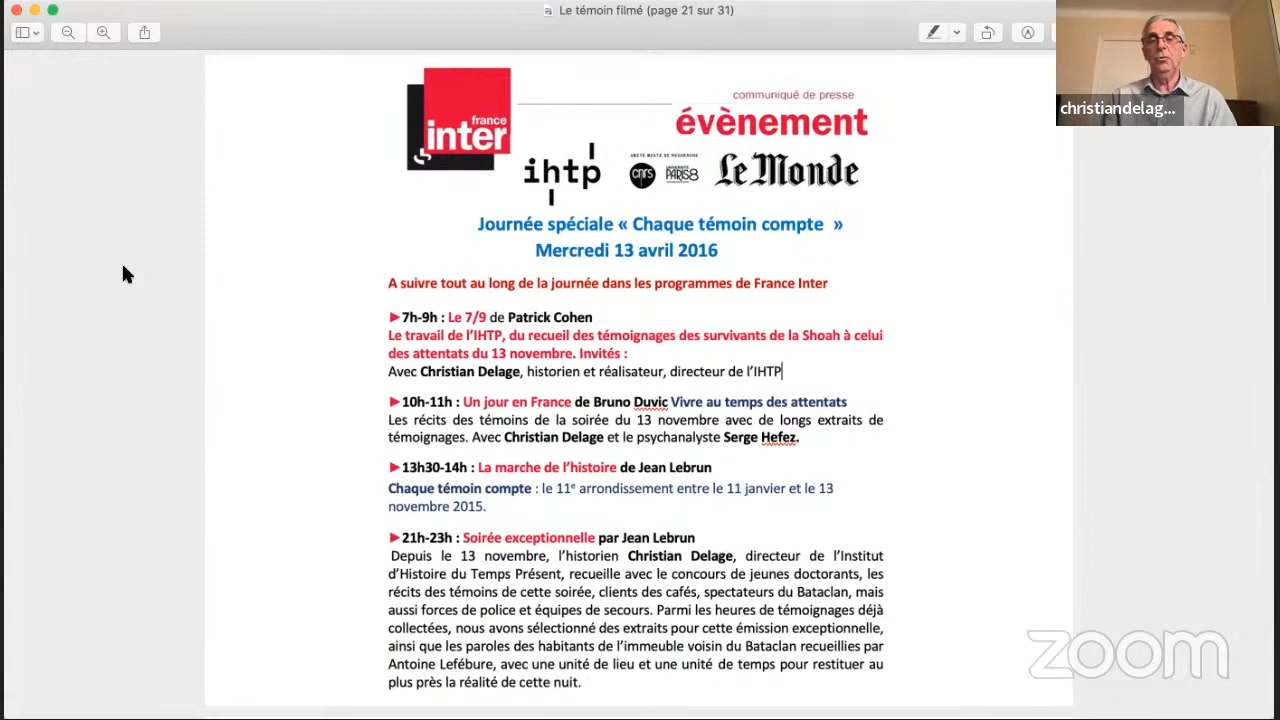 Le témoin filmé (page 21 sur 31)
christiandelag...
communiqué de presse
évènement
france
inter
ihtp
UNITÉ MIXTE DE RECHERCHE
cnrs
UNIVERSITÉ
PARIS8
Le Monde
Journée spéciale « Chaque témoin compte »
Mercredi 13 avril 2016
A suivre tout au long de la journée dans les programmes de France Inter
►7h-9h : Le 7/9 de Patrick Cohen
Le travail de l’IHTP, du recueil des témoignages des survivants de la Shoah à celui
des attentats du 13 novembre. Invités :
Avec Christian Delage, historien et réalisateur, directeur de l’IHTP
►10h-11h : Un jour en France de Bruno Duvic Vivre au temps des attentats
Les récits des témoins de la soirée du 13 novembre avec de longs extraits de
témoignages. Avec Christian Delage et le psychanalyste Serge Hefez.
►13h30-14h : La marche de l’histoire de Jean Lebrun
Chaque témoin compte : le 11e arrondissement entre le 11 janvier et le 13
novembre 2015.
►21h-23h : Soirée exceptionnelle par Jean Lebrun
Depuis le 13 novembre, l’historien Christian Delage, directeur de l’Institut
d’Histoire du Temps Présent, recueille avec le concours de jeunes doctorants, les
récits des témoins de cette soirée, clients des cafés, spectateurs du Bataclan, mais
aussi forces de police et équipes de secours. Parmi les heures de témoignages déjà
collectées, nous avons sélectionné des extraits pour cette émission exceptionnelle,
ainsi que les paroles des habitants de l’immeuble voisin du Bataclan recueillies par
Antoine Lefébure, avec une unité de lieu et une unité de temps pour restituer au
plus près la réalité de cette nuit.
zoom